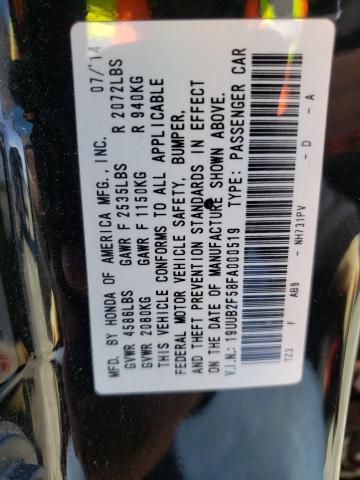 MFD. BY HONDA OF AMERICA MFG., INC. 07/'14
GVWR 4586LBS GAWR F 2535LBS R 2072LBS
GVWR 2080KG GAWR F 1150KG R 940KG
THIS VEHICLE CONFORMS TO ALL APPLICABLE
FEDERAL MOTOR VEHICLE SAFETY, BUMPER,
AND THEFT PREVENTION STANDARDS IN EFFECT
ON THE DATE OF MANUFACTURE SHOWN ABOVE.
V.I.N.: 19UUB2F58FA000519 TYPE: PASSENGER CAR
TZ3 F AB9 - NH731PV - D - A